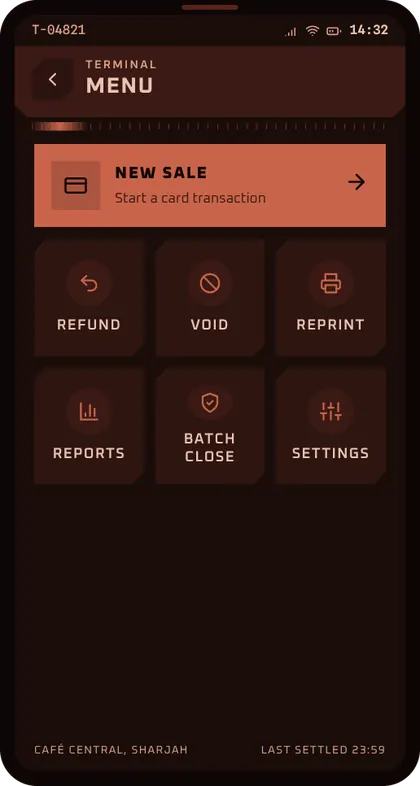 T-04821 14:32
TERMINAL
MENU
NEW SALE
Start a card transaction
REFUND VOID REPRINT
REPORTS BATCH CLOSE SETTINGS
CAFÉ CENTRAL, SHARJAH LAST SETTLED 23:59